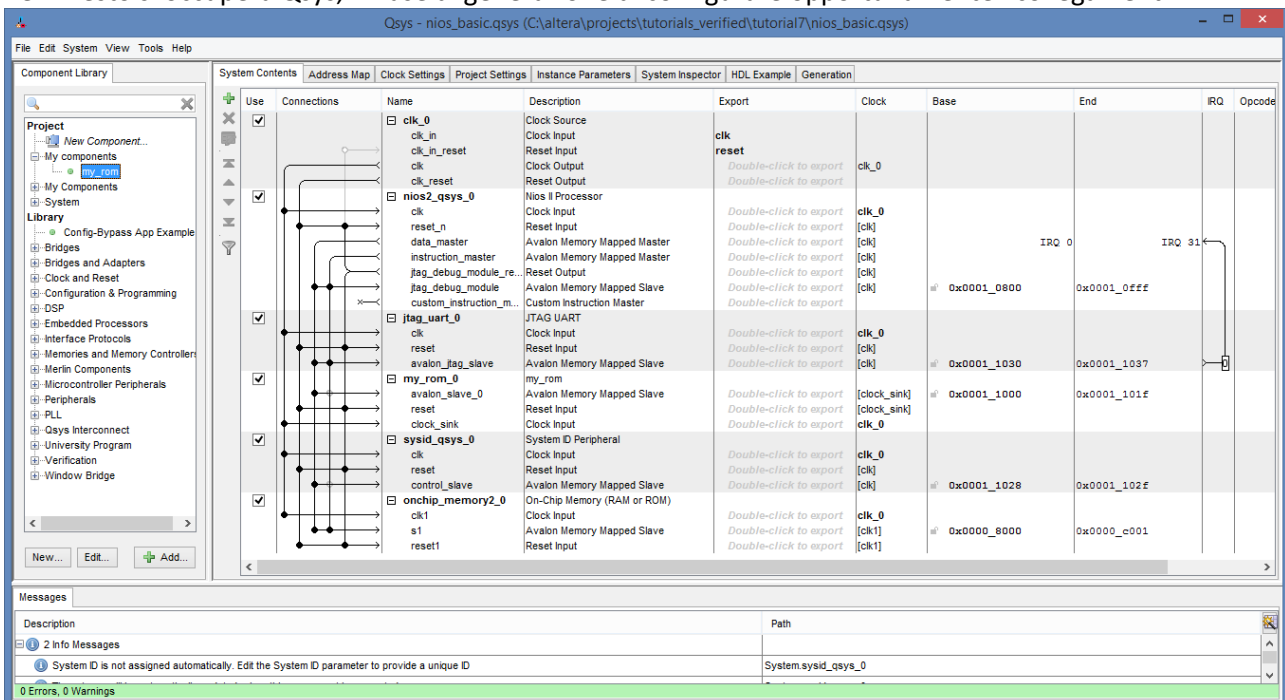 Qsys - nios_basic.qsys (C:\altera\projects\tutorials_verified\tutorial7\nios_basic.qsys)
File Edit System View Tools Help
Component Library
System Contents Address Map Clock Settings Project Settings Instance Parameters System Inspector HDL Example Generation
Project
New Component...
My components
my_rom
My Components
System
Library
Config-Bypass App Example
Bridges
Bridges and Adapters
Clock and Reset
Configuration & Programming
DSP
Embedded Processors
Interface Protocols
Memories and Memory Controllers
Merlin Components
Microcontroller Peripherals
Peripherals
PLL
Qsys Interconnect
University Program
Verification
Window Bridge
New... Edit... Add...
Use Connections Name Description Export Clock Base End IRQ Opcode
clk_0 Clock Source
clk_in Clock Input clk
clk_in_reset Reset Input reset
clk Clock Output Double-click to export clk_0
clk_reset Reset Output Double-click to export
nios2_qsys_0 Nios II Processor
clk Clock Input Double-click to export clk_0
reset_n Reset Input Double-click to export [clk]
data_master Avalon Memory Mapped Master Double-click to export [clk] IRQ 0 IRQ 31
instruction_master Avalon Memory Mapped Master Double-click to export [clk]
jtag_debug_module_re... Reset Output Double-click to export [clk]
jtag_debug_module Avalon Memory Mapped Slave Double-click to export [clk] 0x0001_0800 0x0001_0fff
custom_instruction_m... Custom Instruction Master Double-click to export
jtag_uart_0 JTAG UART
clk Clock Input Double-click to export clk_0
reset Reset Input Double-click to export [clk]
avalon_jtag_slave Avalon Memory Mapped Slave Double-click to export [clk] 0x0001_1030 0x0001_1037 0
my_rom_0 my_rom
avalon_slave_0 Avalon Memory Mapped Slave Double-click to export [clock_sink] 0x0001_1000 0x0001_101f
reset Reset Input Double-click to export [clock_sink]
clock_sink Clock Input Double-click to export clk_0
sysid_qsys_0 System ID Peripheral
clk Clock Input Double-click to export clk_0
reset Reset Input Double-click to export [clk]
control_slave Avalon Memory Mapped Slave Double-click to export [clk] 0x0001_1028 0x0001_102f
onchip_memory2_0 On-Chip Memory (RAM or ROM)
clk1 Clock Input Double-click to export clk_0
s1 Avalon Memory Mapped Slave Double-click to export [clk1] 0x0000_8000 0x0000_c001
reset1 Reset Input Double-click to export [clk1]
Messages
Description Path
2 Info Messages
System ID is not assigned automatically. Edit the System ID parameter to provide a unique ID System.sysid_qsys_0
0 Errors, 0 Warnings